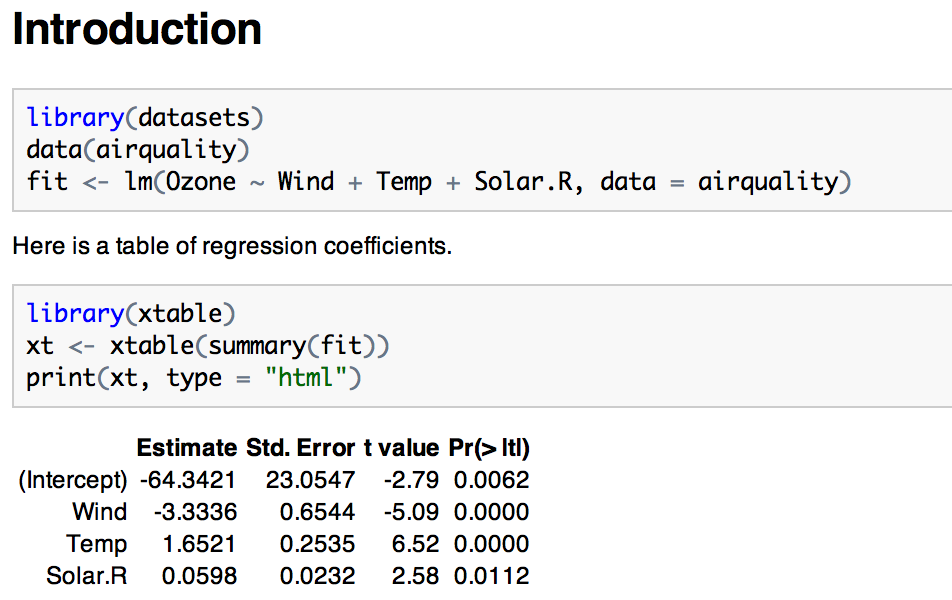 Introduction
library(datasets)
data(airquality)
fit <- lm(Ozone ~ Wind + Temp + Solar.R, data = airquality)
Here is a table of regression coefficients.
library(xtable)
xt <- xtable(summary(fit))
print(xt, type = "html")
Estimate Std. Error t value Pr(>|t|)
(Intercept) -64.3421 23.0547 -2.79 0.0062
Wind -3.3336 0.6544 -5.09 0.0000
Temp 1.6521 0.2535 6.52 0.0000
Solar.R 0.0598 0.0232 2.58 0.0112